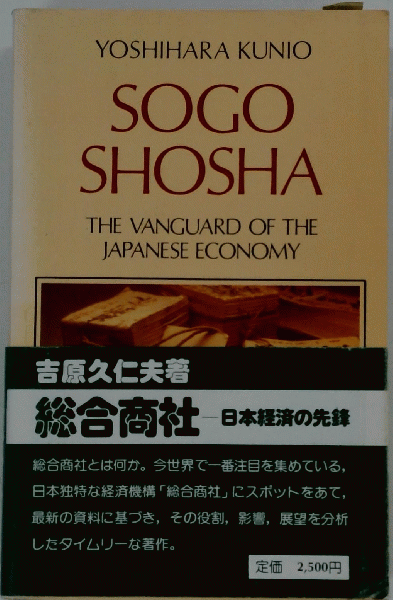 YOSHIHARA KUNIO
SOGO
SHOSHA
THE VANGUARD OF THE
JAPANESE ECONOMY
吉原久仁夫著
総合商社—日本経済の先鋒
総合商社とは何か。今世界で一番注目を集めている,
日本独特な経済機構「総合商社」にスポットをあて,
最新の資料に基づき, その役割, 影響, 展望を分析
したタイムリーな著作。
定価 2,500円